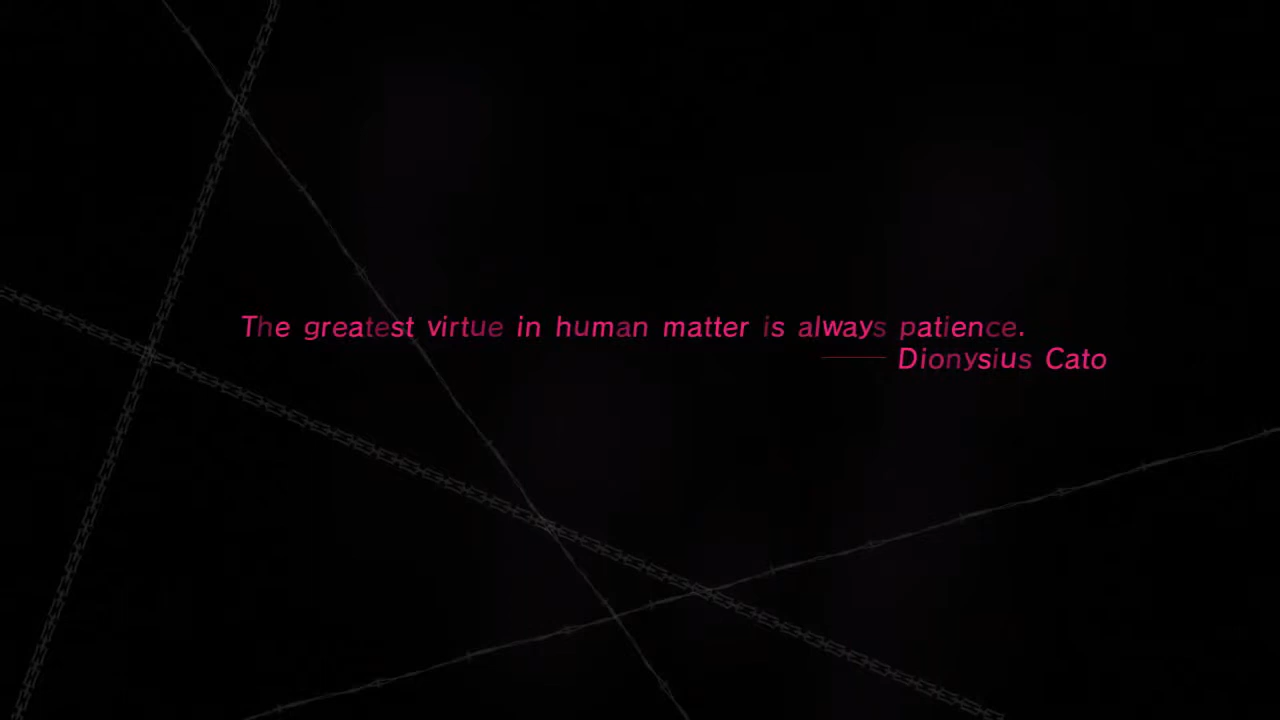 The greatest virtue in human matter is always patience.
—— Dionysius Cato